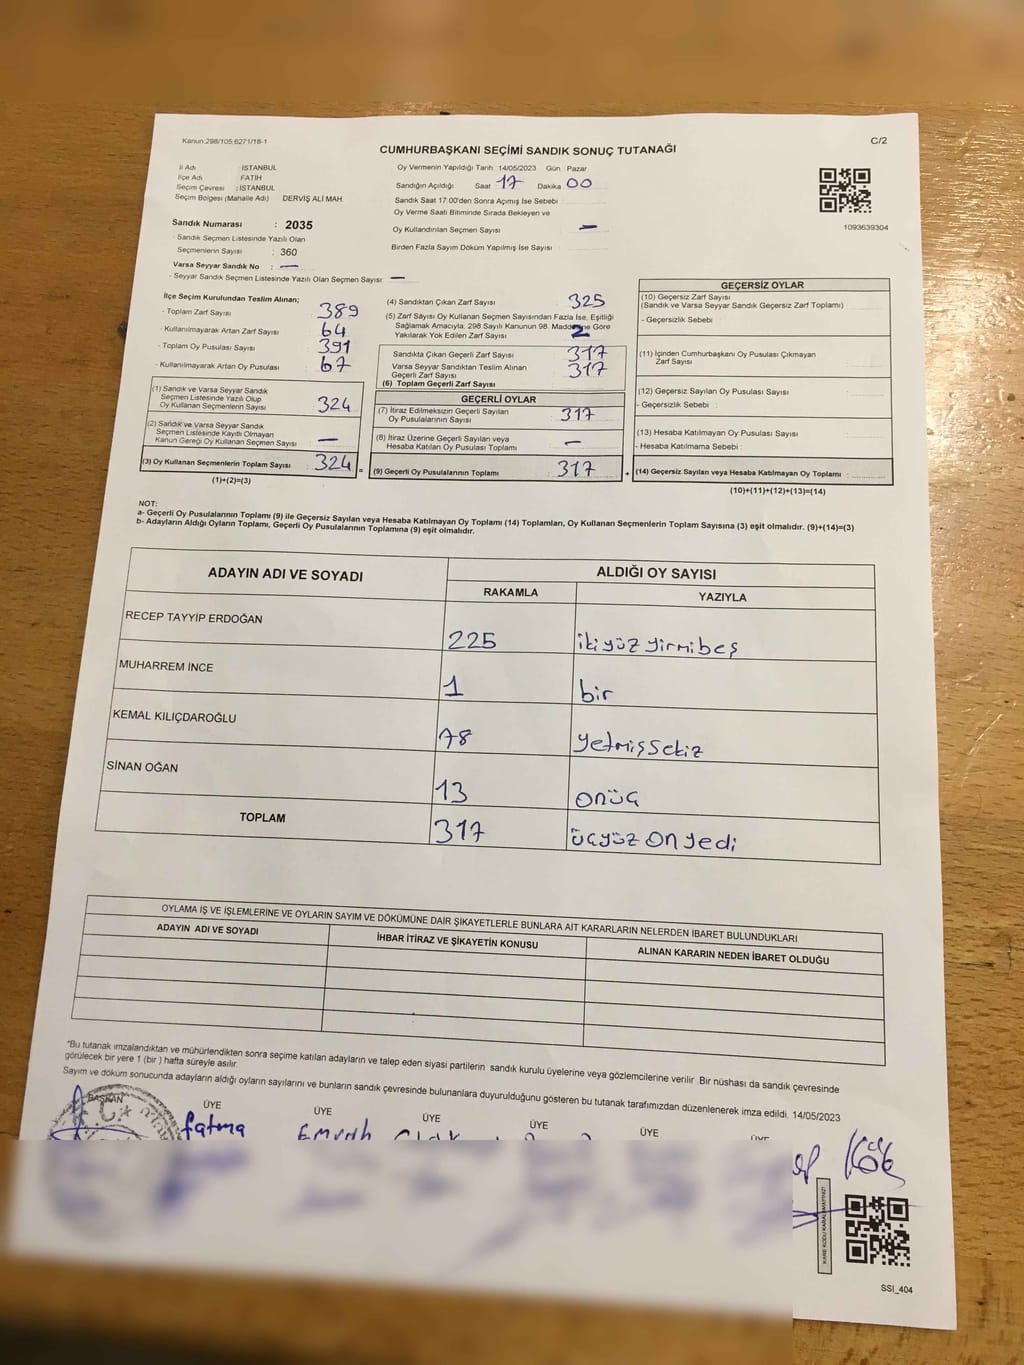 Kanun:298/105;6271/18-1
C/2
CUMHURBAŞKANI SEÇİMİ SANDIK SONUÇ TUTANAĞI
İl Adı : İSTANBUL
İlçe Adı : FATİH
Seçim Çevresi : İSTANBUL
Seçim Bölgesi (Mahalle Adı) DERVİŞ ALİ MAH.
Sandık Numarası : 2035
- Sandık Seçmen Listesinde Yazılı Olan
Seçmenlerin Sayısı : 360
Varsa Seyyar Sandık No : —
- Seyyar Sandık Seçmen Listesinde Yazılı Olan Seçmen Sayısı —
Oy Vermenin Yapıldığı Tarih :14/05/2023 Gün : Pazar
Sandığın Açıldığı Saat 17 Dakika 00
Sandık Saat 17:00'den Sonra Açımış İse Sebebi
Oy Verme Saati Bitiminde Sırada Bekleyen ve
Oy Kullandırılan Seçmen Sayısı —
Birden Fazla Sayım Döküm Yapılmış İse Sayısı
1093639304
İlçe Seçim Kurulundan Teslim Alınan;
- Toplam Zarf Sayısı 389
- Kullanılmayarak Artan Zarf Sayısı 64
- Toplam Oy Pusulası Sayısı 391
- Kullanılmayarak Artan Oy Pusulası 67
(1) Sandık ve Varsa Seyyar Sandık
Seçmen Listesinde Yazılı Olup
Oy Kullanan Seçmenlerin Sayısı 324
(2) Sandık ve Varsa Seyyar Sandık
Seçmen Listesinde Kayıtlı Olmayan
Kanun Gereği Oy Kullanan Seçmen Sayısı —
(3) Oy Kullanan Seçmenlerin Toplam Sayısı 324 =
(1)+(2)=(3)
(4) Sandıktan Çıkan Zarf Sayısı 325
(5) Zarf Sayısı Oy Kullanan Seçmen Sayısından Fazla İse, Eşitliği
Sağlamak Amacıyla, 298 Sayılı Kanunun 98. Maddesine Göre
Yakılarak Yok Edilen Zarf Sayısı 2
Sandıkta Çıkan Geçerli Zarf Sayısı 317
Varsa Seyyar Sandıktan Teslim Alınan
Geçerli Zarf Sayısı 317
(6) Toplam Geçerli Zarf Sayısı
GEÇERLİ OYLAR
(7) İtiraz Edilmeksizin Geçerli Sayılan
Oy Pusulalarının Sayısı 317
(8) İtiraz Üzerine Geçerli Sayılan veya
Hesaba Katılan Oy Pusulaları Toplamı —
(9) Geçerli Oy Pusulalarının Toplamı 317 +
GEÇERSİZ OYLAR
(10) Geçersiz Zarf Sayısı
(Sandık ve Varsa Seyyar Sandık Geçersiz Zarf Toplamı)
- Geçersizlik Sebebi :
(11) İçinden Cumhurbaşkanı Oy Pusulası Çıkmayan
Zarf Sayısı
(12) Geçersiz Sayılan Oy Pusulası Sayısı
- Geçersizlik Sebebi :
(13) Hesaba Katılmayan Oy Pusulası Sayısı
- Hesaba Katılmama Sebebi :
(14) Geçersiz Sayılan veya Hesaba Katılmayan Oy Toplamı :
(10)+(11)+(12)+(13)=(14)
NOT:
a- Geçerli Oy Pusulalarının Toplamı (9) ile Geçersiz Sayılan veya Hesaba Katılmayan Oy Toplamı (14) Toplamları, Oy Kullanan Seçmenlerin Toplam Sayısına (3) eşit olmalıdır. (9)+(14)=(3)
b- Adayların Aldığı Oyların Toplamı, Geçerli Oy Pusulalarının Toplamına (9) eşit olmalıdır.
ADAYIN ADI VE SOYADI
ALDIĞI OY SAYISI
RAKAMLA YAZIYLA
RECEP TAYYİP ERDOĞAN 225 ikiyüz yirmibeş
MUHARREM İNCE 1 bir
KEMAL KILIÇDAROĞLU 78 yetmişsekiz
SİNAN OĞAN 13 onüç
TOPLAM 317 üçyüz on yedi
OYLAMA İŞ VE İŞLEMLERİNE VE OYLARIN SAYIM VE DÖKÜMÜNE DAİR ŞİKAYETLERLE BUNLARA AİT KARARLARIN NELERDEN İBARET BULUNDUKLARI
ADAYIN ADI VE SOYADI İHBAR İTİRAZ VE ŞİKAYETİN KONUSU ALINAN KARARIN NEDEN İBARET OLDUĞU
"Bu tutanak imzalandıktan ve mühürlendikten sonra seçime katılan adayların ve talep eden siyasi partilerin sandık kurulu üyelerine veya gözlemcilerine verilir .Bir nüshası da sandık çevresinde
görülecek bir yere 1 (bir ) hafta süreyle asılır.
Sayım ve döküm sonucunda adayların aldığı oyların sayılarını ve bunların sandık çevresinde bulunanlara duyurulduğunu gösteren bu tutanak tarafımızdan düzenlenerek imza edildi. 14/05/2023
BAŞKAN ÜYE ÜYE ÜYE ÜYE ÜYE ÜYE
fatma Emrah
Kök
KARE KODU KARALAMAYINIZ!
SSI_404